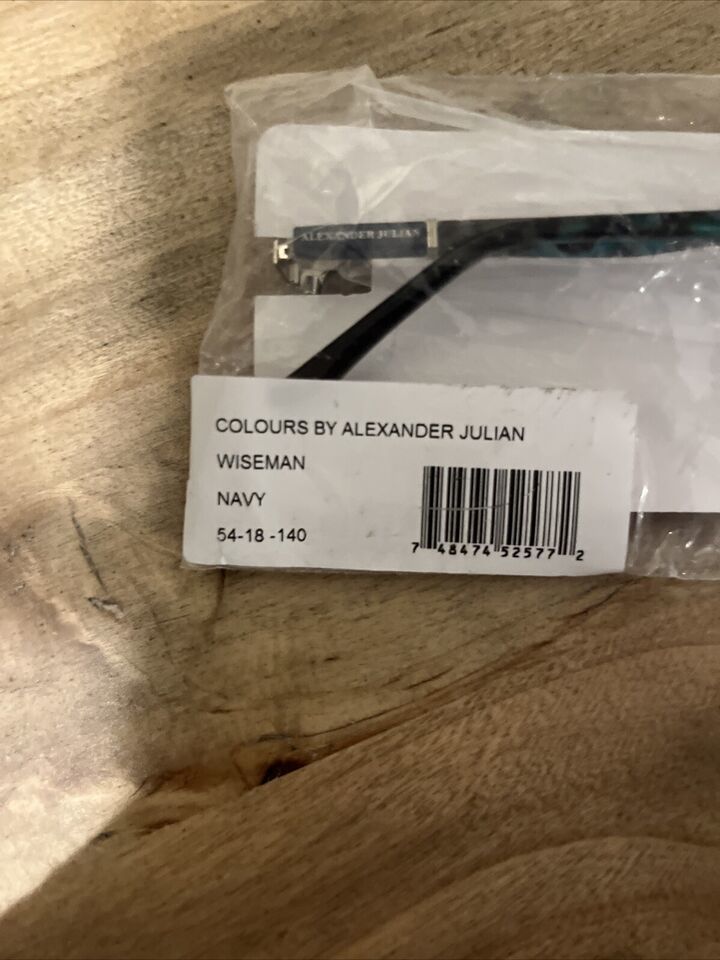 ALEXANDER JULIAN
COLOURS BY ALEXANDER JULIAN
WISEMAN
NAVY
54-18 -140
7 48474 52577 2